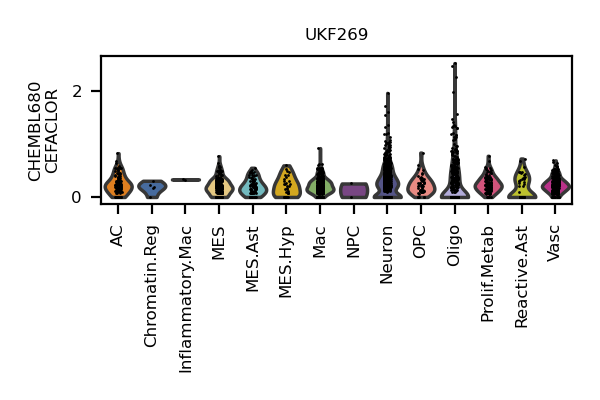 UKF269
CHEMBL680
CEFACLOR
2
0
AC
Chromatin.Reg
Inflammatory.Mac
MES
MES.Ast
MES.Hyp
Mac
NPC
Neuron
OPC
Oligo
Prolif.Metab
Reactive.Ast
Vasc